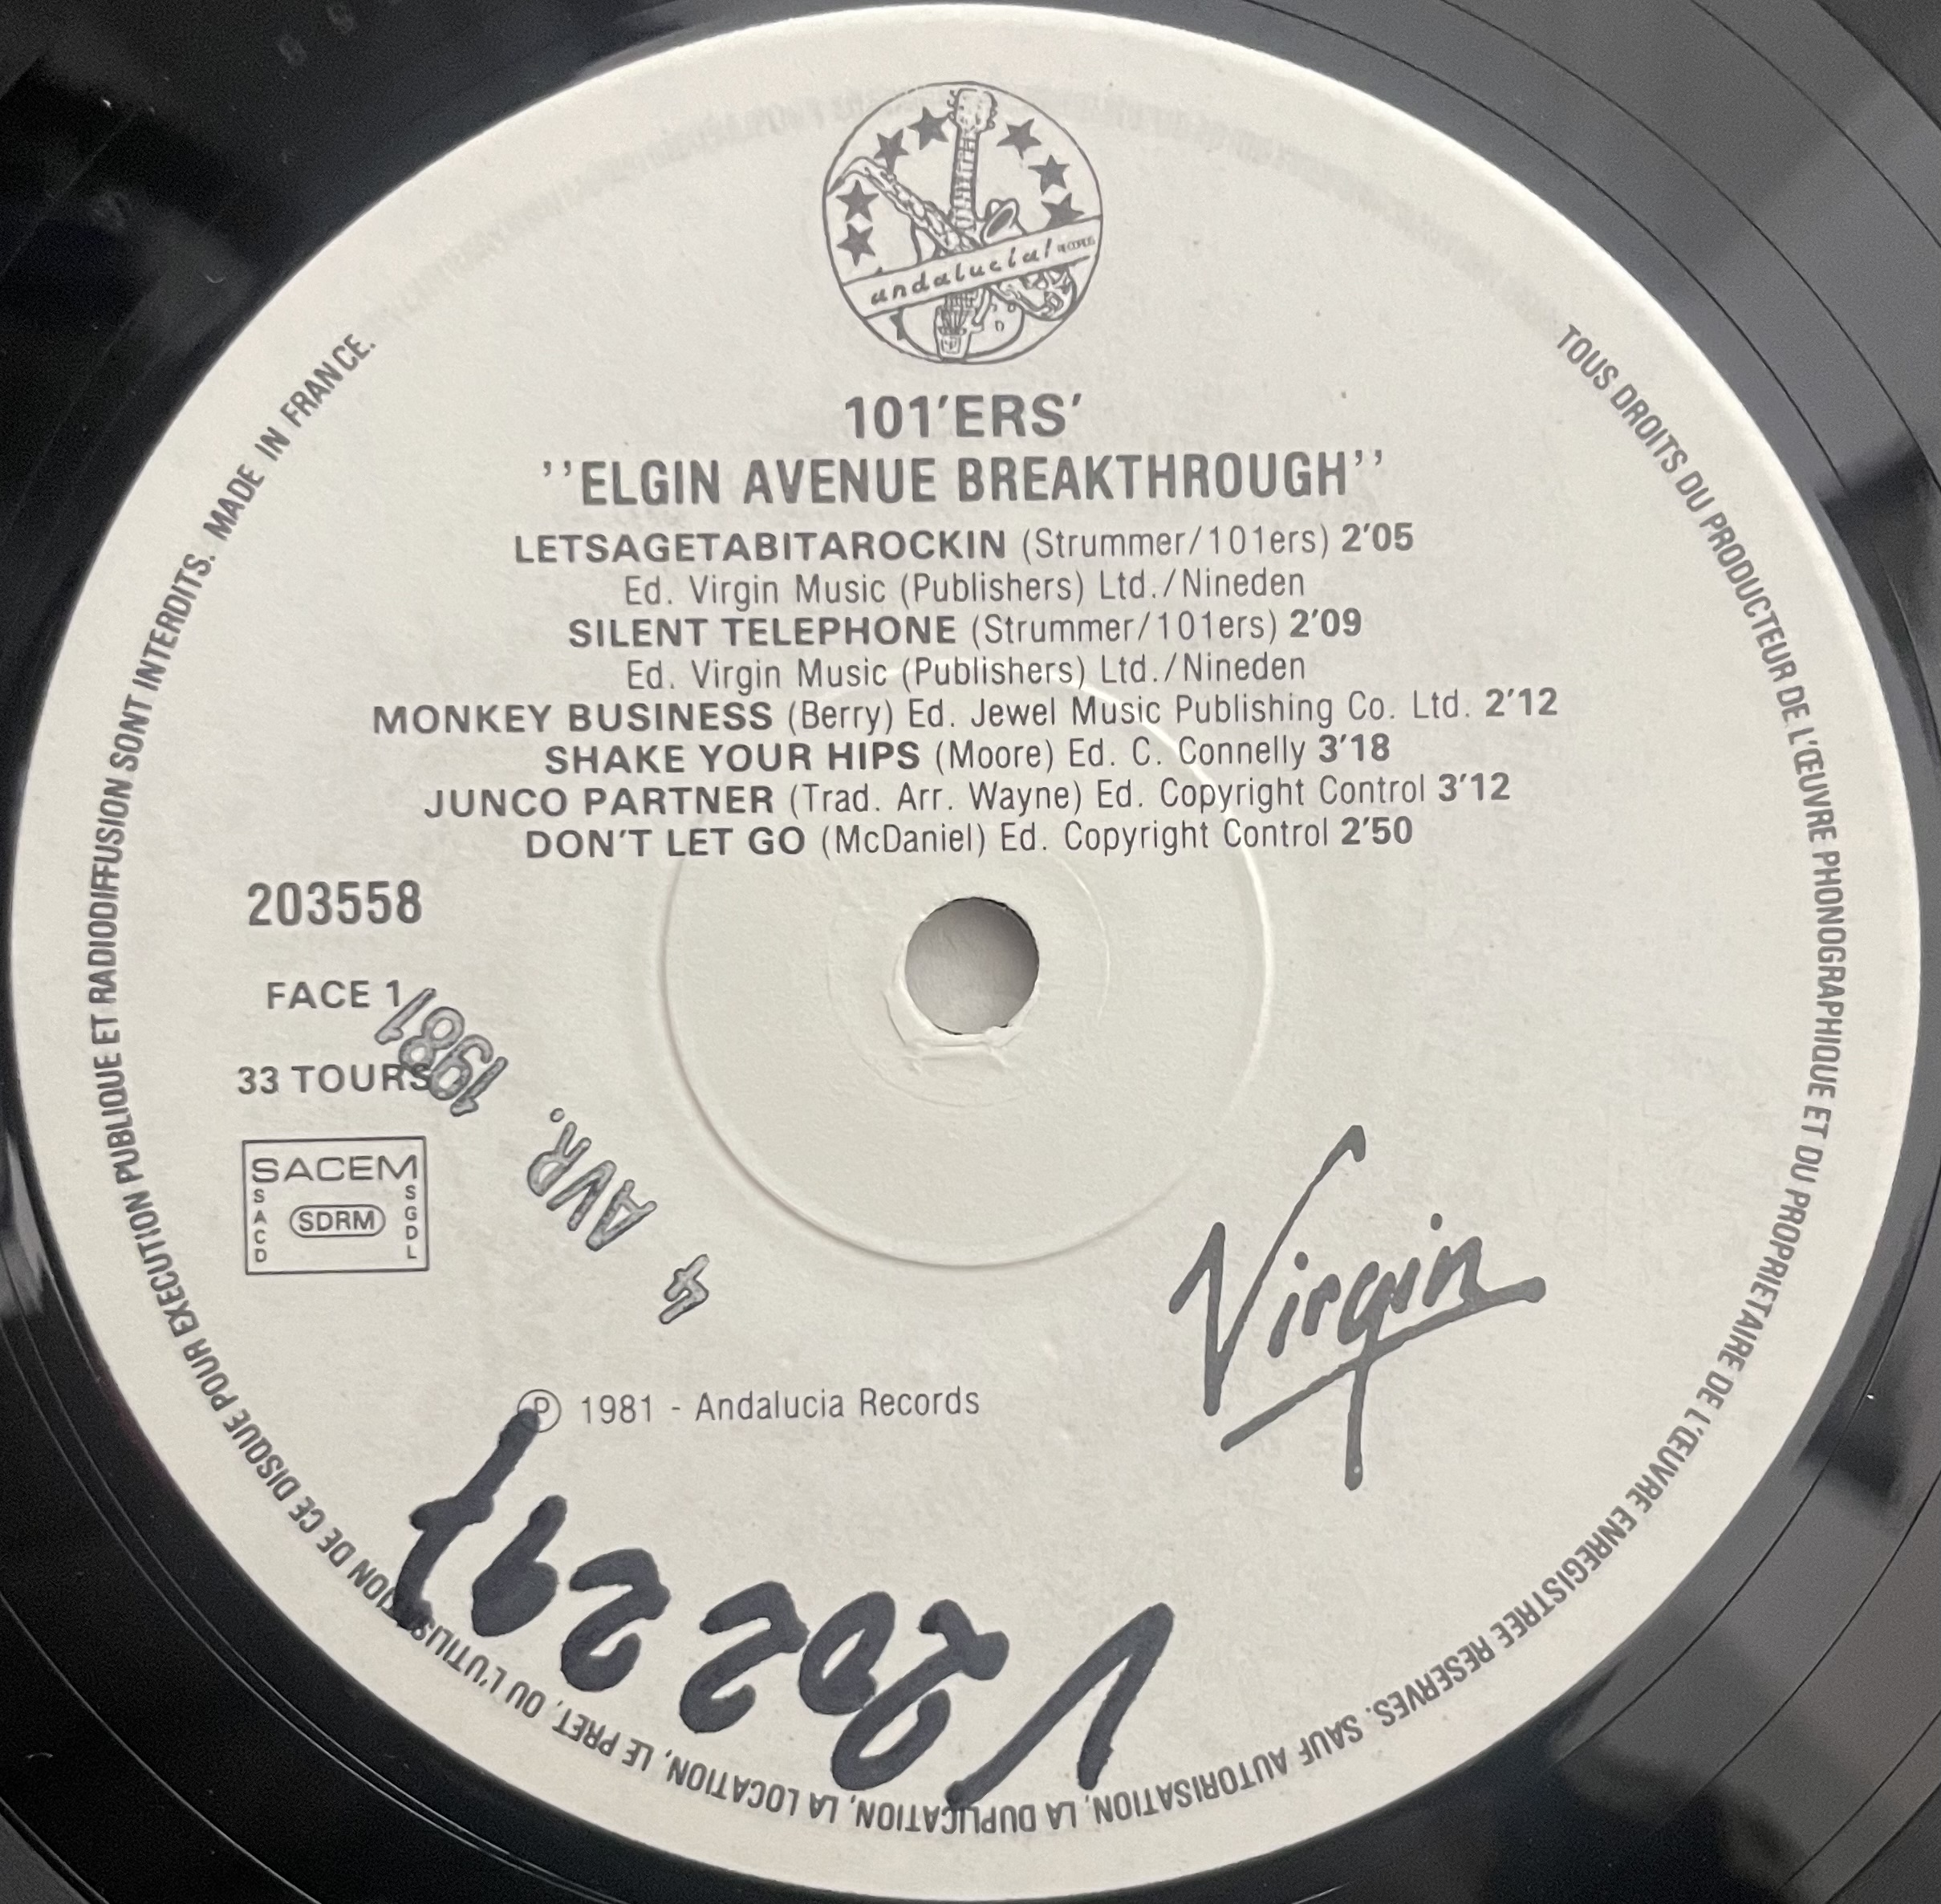 andalucia! RECORDS
101'ERS'
''ELGIN AVENUE BREAKTHROUGH''
LETSAGETABITAROCKIN (Strummer/101ers) 2'05
Ed. Virgin Music (Publishers) Ltd./Nineden
SILENT TELEPHONE (Strummer/101ers) 2'09
Ed. Virgin Music (Publishers) Ltd./Nineden
MONKEY BUSINESS (Berry) Ed. Jewel Music Publishing Co. Ltd. 2'12
SHAKE YOUR HIPS (Moore) Ed. C. Connelly 3'18
JUNCO PARTNER (Trad. Arr. Wayne) Ed. Copyright Control 3'12
DON'T LET GO (McDaniel) Ed. Copyright Control 2'50
203558
FACE 1
33 TOURS
SACEM
SACD
SDRM
SGDL
4 AVR. 1981
Ⓟ 1981 - Andalucia Records
Virgin
TOUS DROITS DU PRODUCTEUR DE L'ŒUVRE PHONOGRAPHIQUE ET DU PROPRIETAIRE DE L'ŒUVRE ENREGISTREE RESERVES. SAUF AUTORISATION, LA DUPLICATION, LA LOCATION, LE PRET, OU L'UTILISATION DE CE DISQUE POUR EXECUTION PUBLIQUE ET RADIODIFFUSION SONT INTERDITS. MADE IN FRANCE.